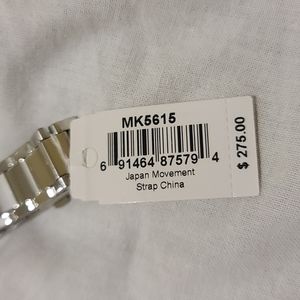 MK5615
6 91464 87579 4
Japan Movement
Strap China
$ 275.00